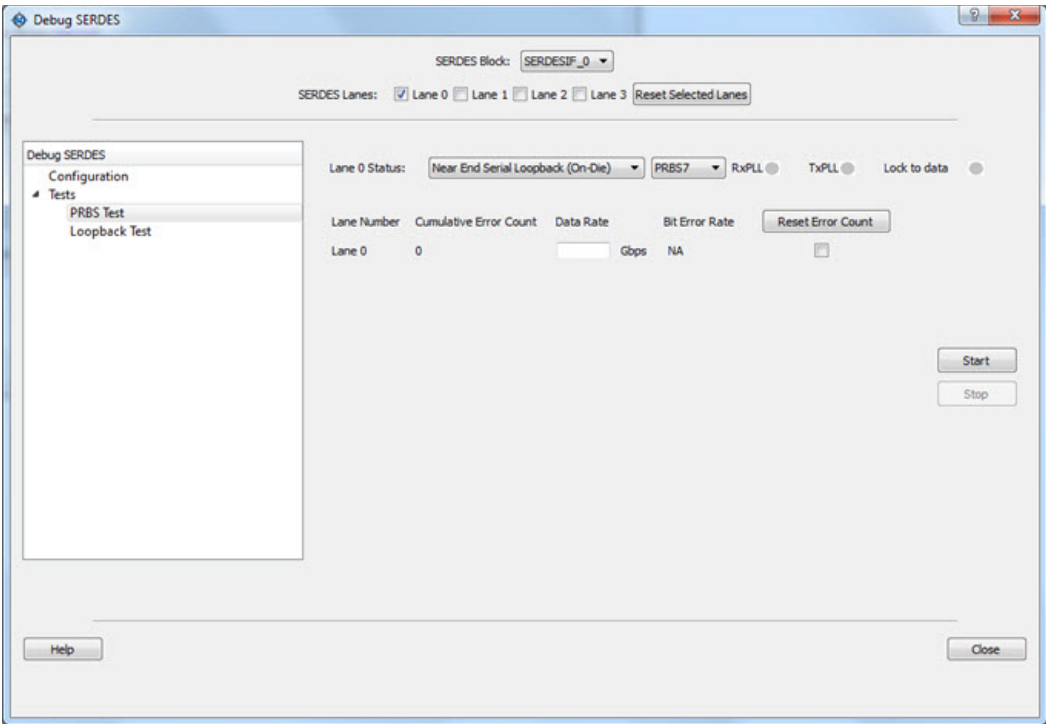 Debug SERDES
SERDES Block: SERDESIF_0
SERDES Lanes: Lane 0 Lane 1 Lane 2 Lane 3 Reset Selected Lanes
Debug SERDES
Configuration
Tests
PRBS Test
Loopback Test
Lane 0 Status: Near End Serial Loopback (On-Die) PRBS7 RxPLL TxPLL Lock to data
Lane Number Cumulative Error Count Data Rate Bit Error Rate Reset Error Count
Lane 0 0 Gbps NA
Start
Stop
Help Close